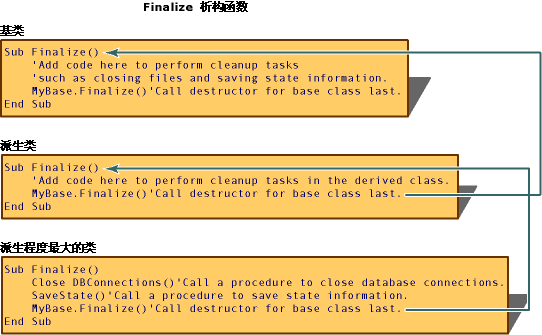 Finalize 析构函数
基类
Sub Finalize()
'Add code here to perform cleanup tasks
'such as closing files and saving state information.
MyBase.Finalize()'Call destructor for base class last.
End Sub
派生类
Sub Finalize()
'Add code here to perform cleanup tasks in the derived class.
MyBase.Finalize()'Call destructor for base class last.
End Sub
派生程度最大的类
Sub Finalize()
Close DBConnections()'Call a procedure to close database connections.
SaveState()'Call a procedure to save state information.
MyBase.Finalize()'Call destructor for base class last.
End Sub